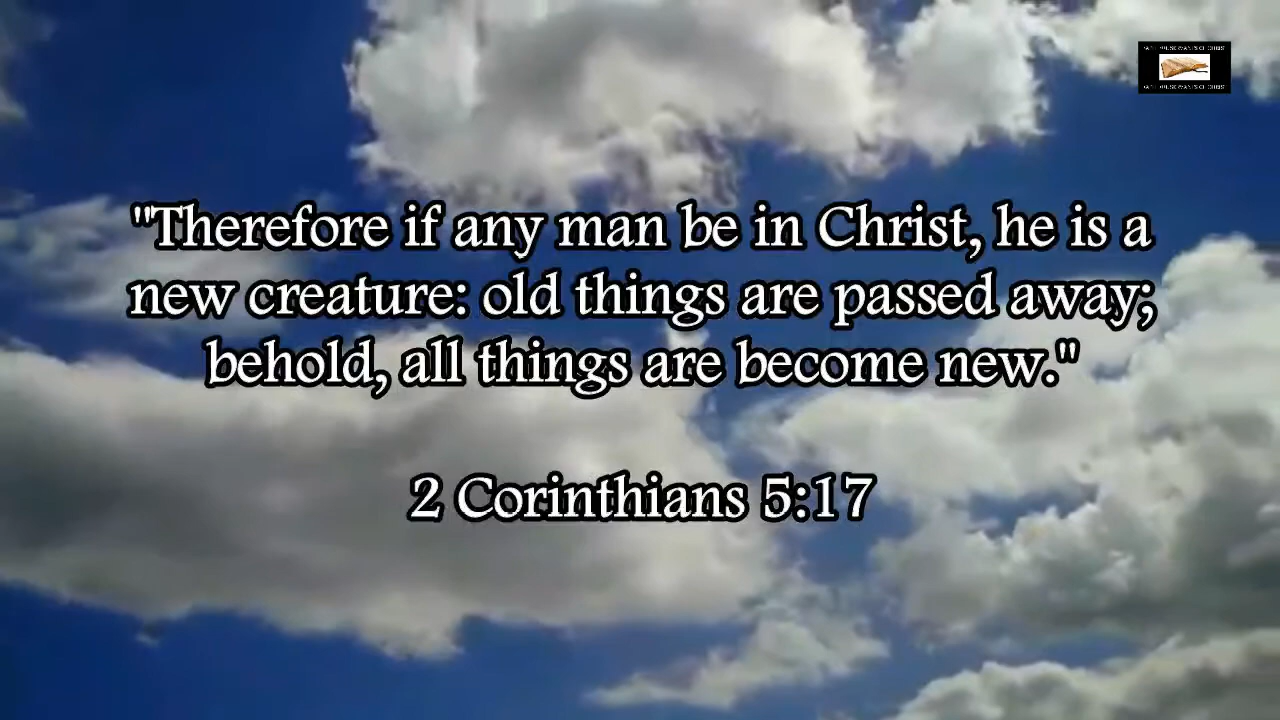 "Therefore if any man be in Christ, he is a
new creature: old things are passed away;
behold, all things are become new."
2 Corinthians 5:17